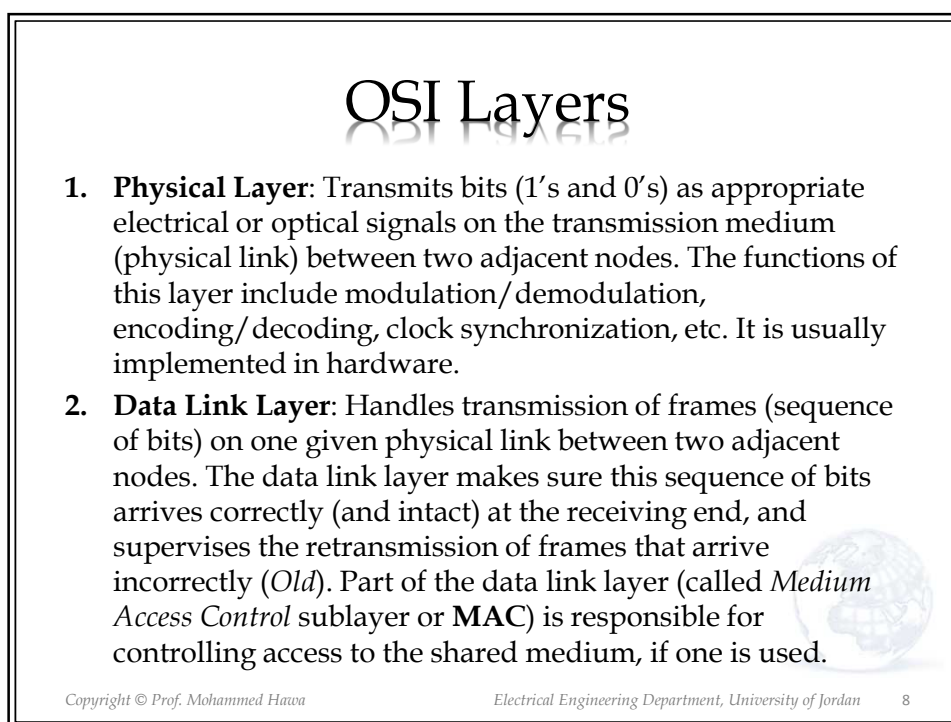 OSI Layers
1. Physical Layer: Transmits bits (1’s and 0’s) as appropriate
electrical or optical signals on the transmission medium
(physical link) between two adjacent nodes. The functions of
this layer include modulation/demodulation,
encoding/decoding, clock synchronization, etc. It is usually
implemented in hardware.
2. Data Link Layer: Handles transmission of frames (sequence
of bits) on one given physical link between two adjacent
nodes. The data link layer makes sure this sequence of bits
arrives correctly (and intact) at the receiving end, and
supervises the retransmission of frames that arrive
incorrectly (Old). Part of the data link layer (called Medium
Access Control sublayer or MAC) is responsible for
controlling access to the shared medium, if one is used.
Copyright © Prof. Mohammed Hawa Electrical Engineering Department, University of Jordan 8